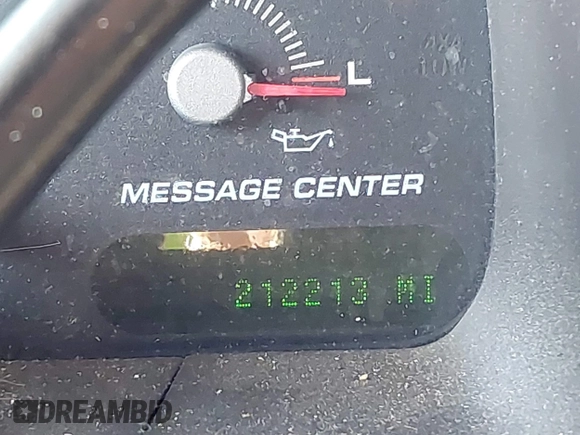 L
MESSAGE CENTER
212213 MI
DREAMBID